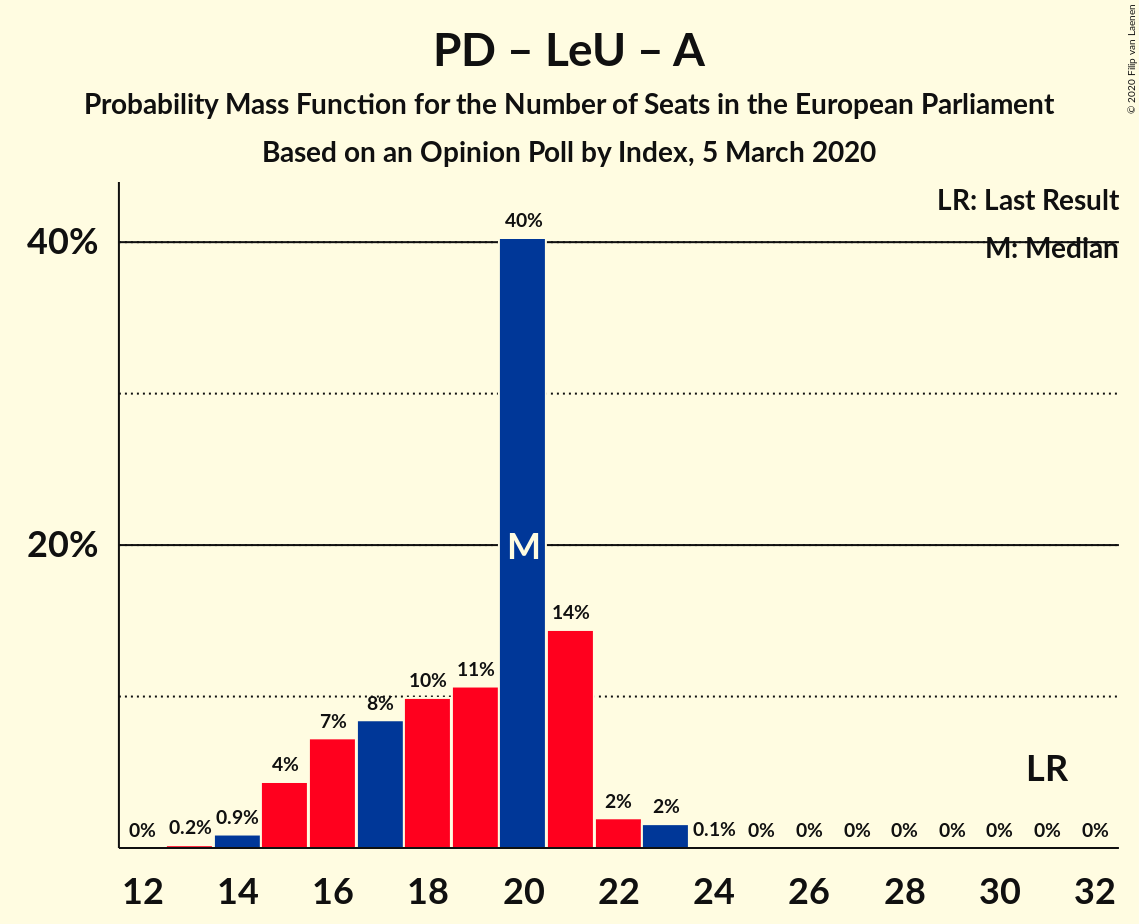 PD – LeU – A
Probability Mass Function for the Number of Seats in the European Parliament
Based on an Opinion Poll by Index, 5 March 2020
© 2020 Filip van Laenen
LR: Last Result
M: Median
40%
20%
0%
0.2%
0.9%
4%
7%
8%
10%
11%
40%
M
14%
2%
2%
0.1%
0%
0%
0%
0%
0%
0%
0%
0%
LR
12 14 16 18 20 22 24 26 28 30 32